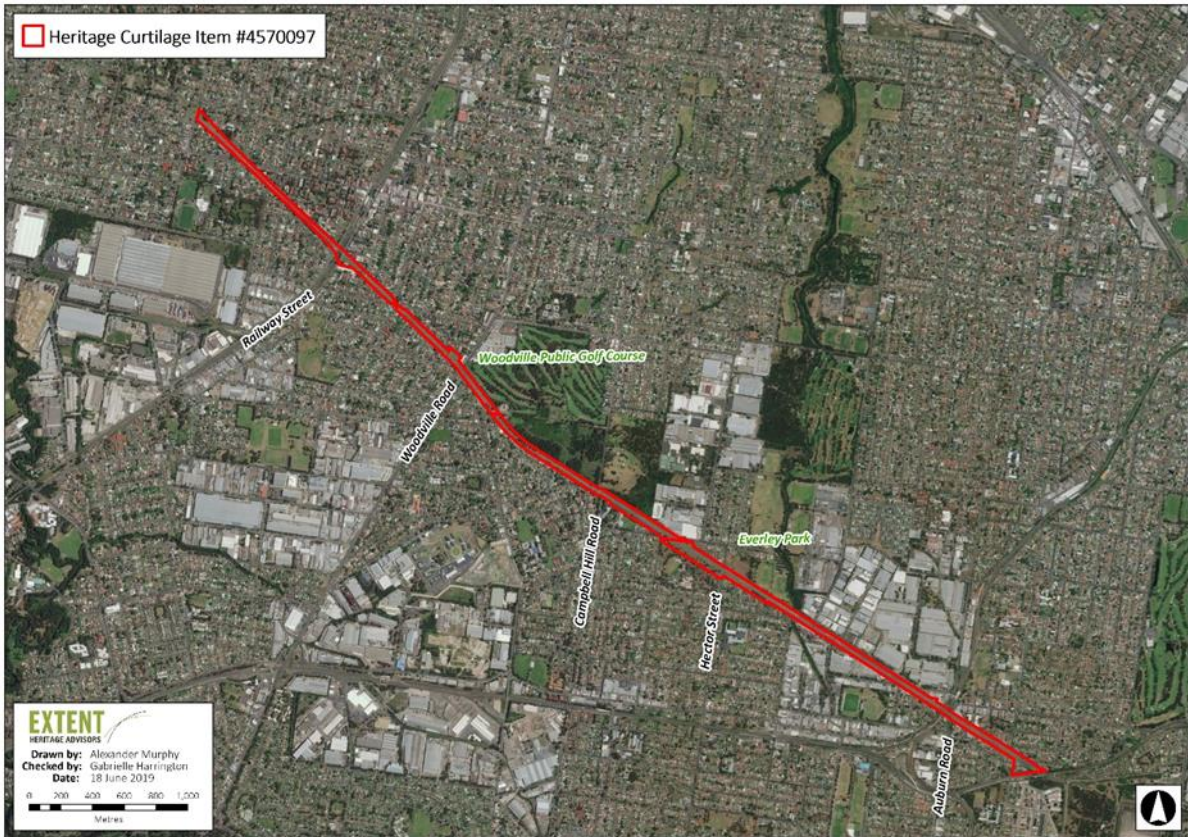 Heritage Curtilage Item #4570097
Railway Street
Woodville Public Golf Course
Woodville Road
Campbell Hill Road
Everley Park
Hector Street
Auburn Road
EXTENT
HERITAGE ADVISORS
Drawn by: Alexander Murphy
Checked by: Gabrielle Harrington
Date: 18 June 2019
0 200 400 600 800 1,000
Metres